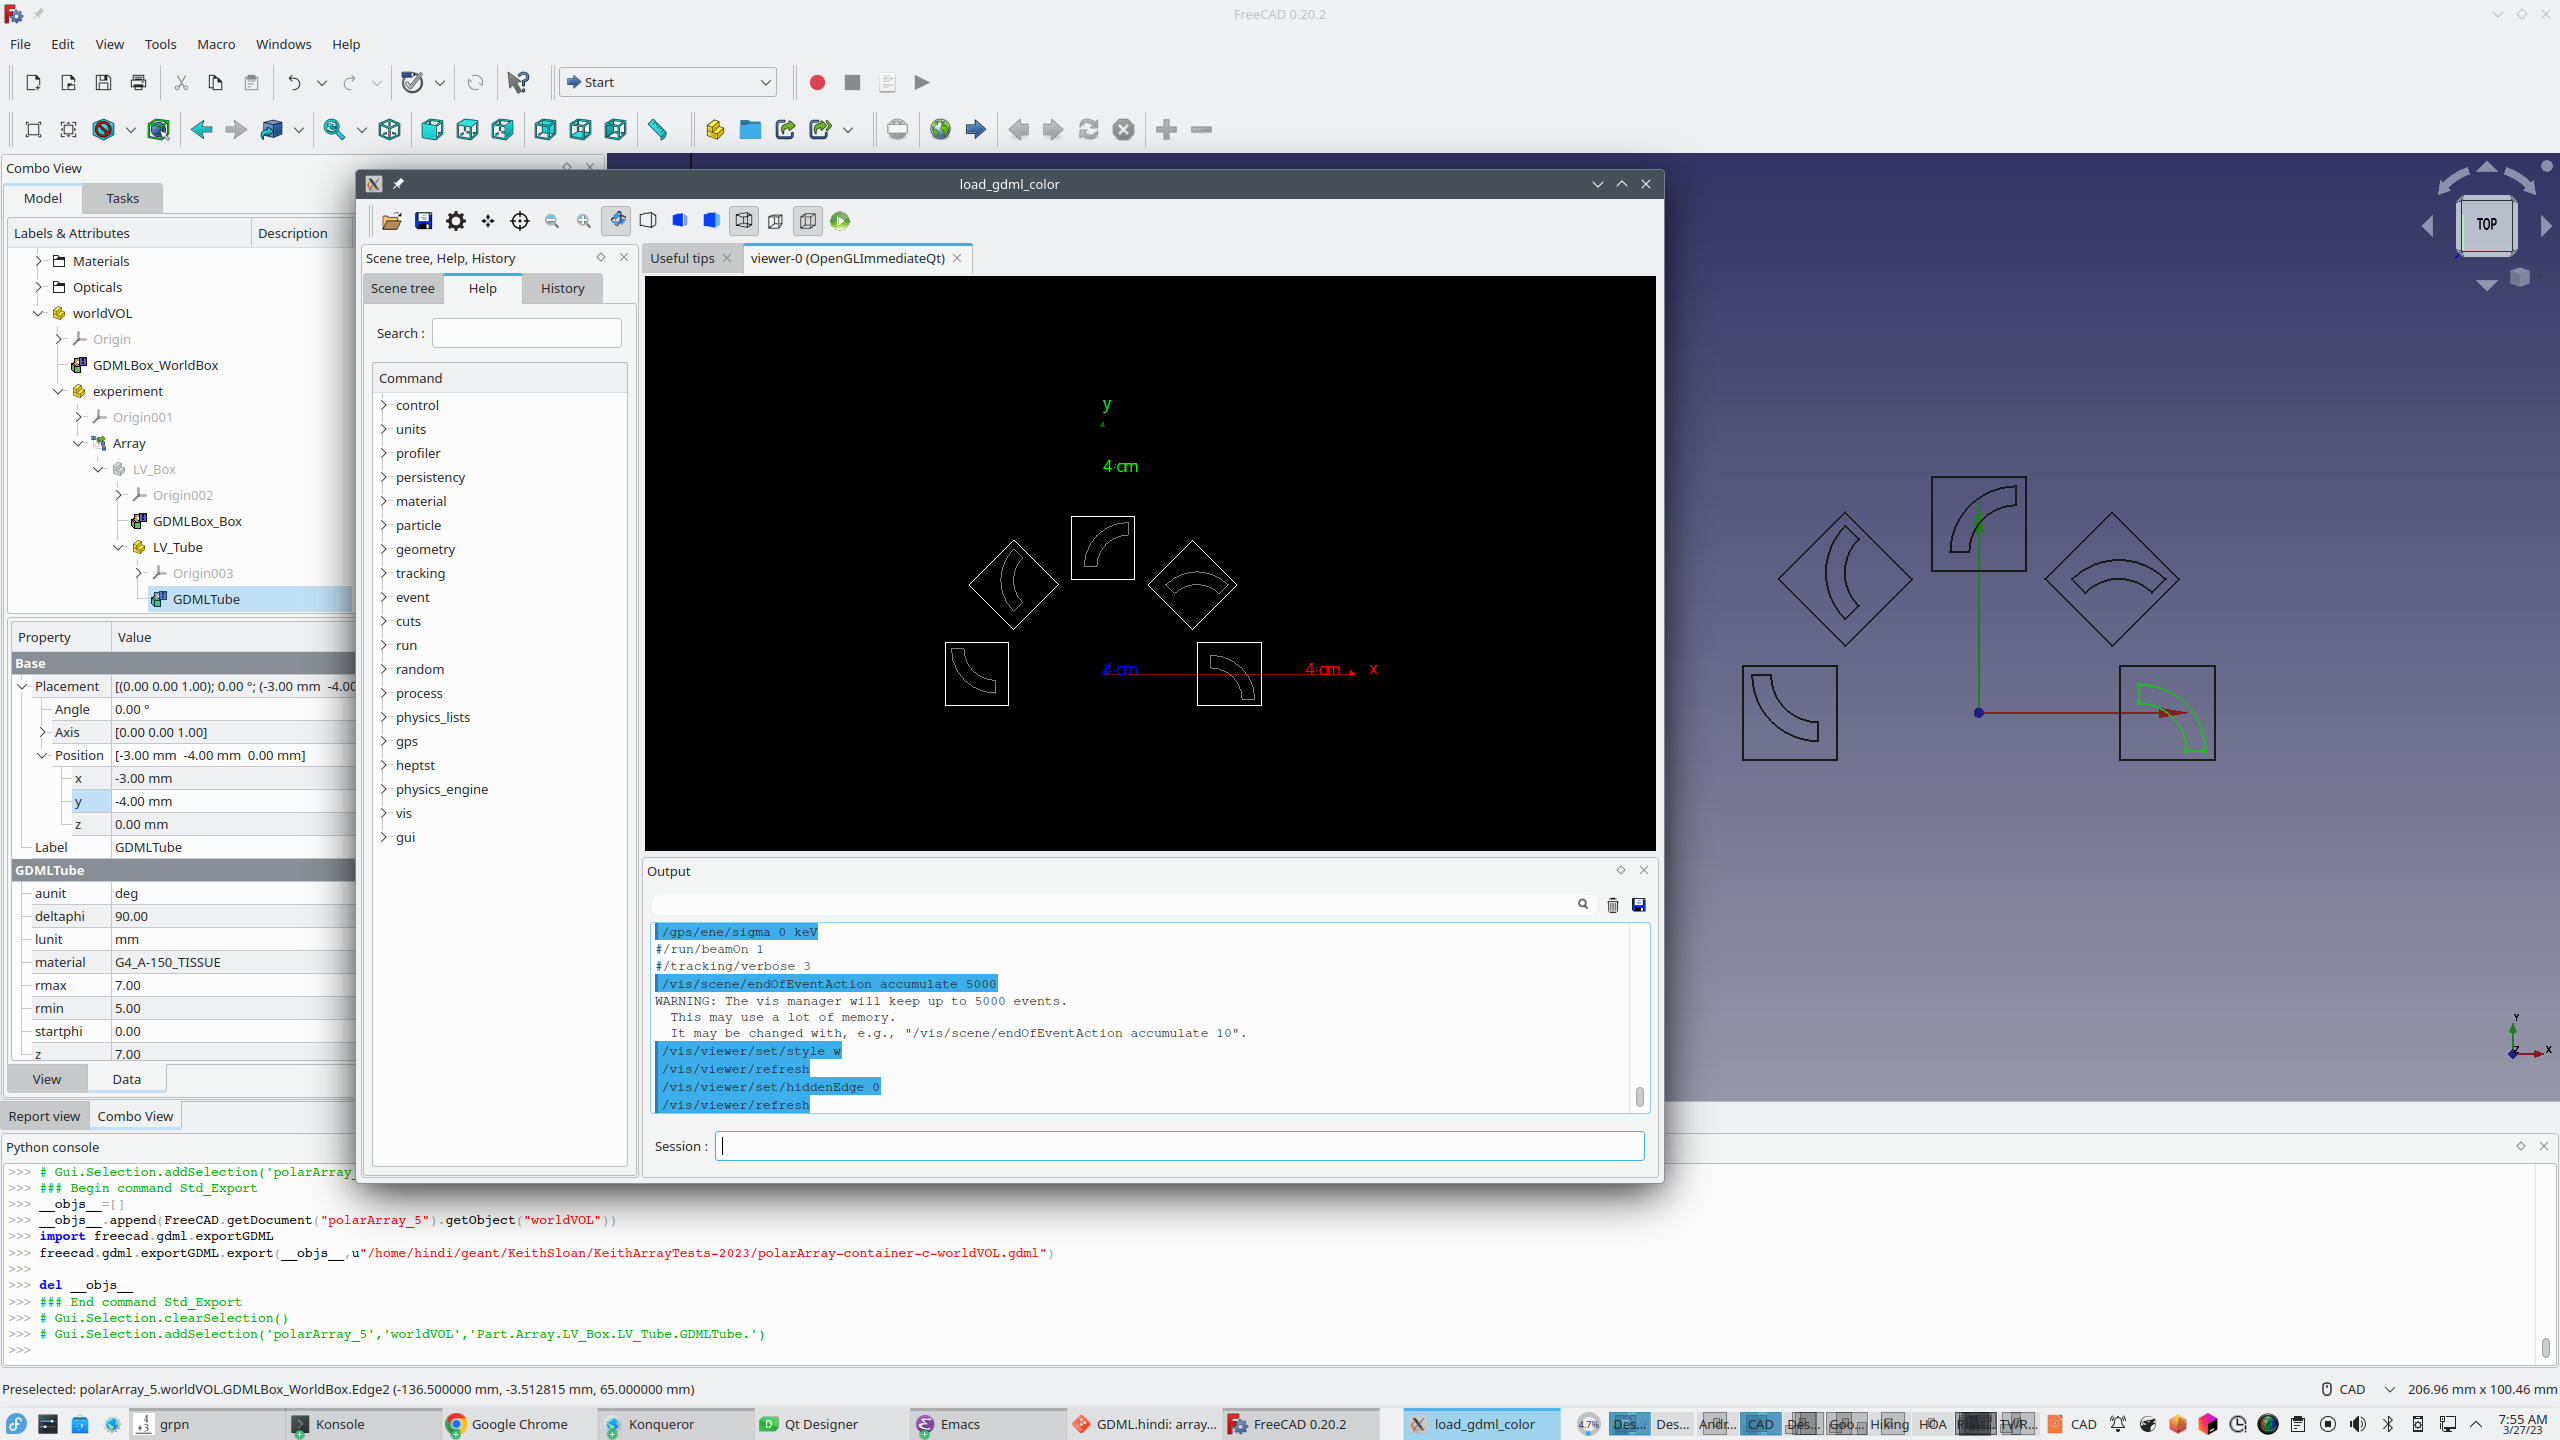 FreeCAD 0.20.2
File Edit View Tools Macro Windows Help
Start
Combo View
Model Tasks
Labels & Attributes Description
Materials
Opticals
worldVOL
Origin
GDMLBox_WorldBox
experiment
Origin001
Array
LV_Box
Origin002
GDMLBox_Box
LV_Tube
Origin003
GDMLTube
Property Value
Base
Placement [(0.00 0.00 1.00); 0.00 °; (-3.00 mm -4.00
Angle 0.00 °
Axis [0.00 0.00 1.00]
Position [-3.00 mm -4.00 mm 0.00 mm]
x -3.00 mm
y -4.00 mm
z 0.00 mm
Label GDMLTube
GDMLTube
aunit deg
deltaphi 90.00
lunit mm
material G4_A-150_TISSUE
rmax 7.00
rmin 5.00
startphi 0.00
z 7.00
View Data
Report view Combo View
load_gdml_color
Scene tree, Help, History
Scene tree Help History
Search :
Command
control
units
profiler
persistency
material
particle
geometry
tracking
event
cuts
run
random
process
physics_lists
gps
heptst
physics_engine
vis
gui
Useful tips viewer-0 (OpenGLImmediateQt)
y
4 cm
4 cm x
Output
/gps/ene/sigma 0 keV
#/run/beamOn 1
#/tracking/verbose 3
/vis/scene/endOfEventAction accumulate 5000
WARNING: The vis manager will keep up to 5000 events.
This may use a lot of memory.
It may be changed with, e.g., "/vis/scene/endOfEventAction accumulate 10".
/vis/viewer/set/style w
/vis/viewer/refresh
/vis/viewer/set/hiddenEdge 0
/vis/viewer/refresh
Session :
TOP
Y
Z X
Python console
>>> # Gui.Selection.addSelection('polarArray_
>>> ### Begin command Std_Export
>>> __objs__=[]
>>> __objs__.append(FreeCAD.getDocument("polarArray_5").getObject("worldVOL"))
>>> import freecad.gdml.exportGDML
>>> freecad.gdml.exportGDML.export(__objs__,u"/home/hindi/geant/KeithSloan/KeithArrayTests-2023/polarArray-container-c-worldVOL.gdml")
>>>
>>> del __objs__
>>> ### End command Std_Export
>>> # Gui.Selection.clearSelection()
>>> # Gui.Selection.addSelection('polarArray_5','worldVOL','Part.Array.LV_Box.LV_Tube.GDMLTube.')
>>>
Preselected: polarArray_5.worldVOL.GDMLBox_WorldBox.Edge2 (-136.500000 mm, -3.512815 mm, 65.000000 mm) CAD 206.96 mm x 100.46 mm
grpn Konsole Google Chrome Konqueror Qt Designer Emacs GDML.hindi: array... FreeCAD 0.20.2 load_gdml_color 4.7% Des... Des... Andr... CAD Des... Goo... Hiking HOA TWR... CAD 7:55 AM
3/27/23